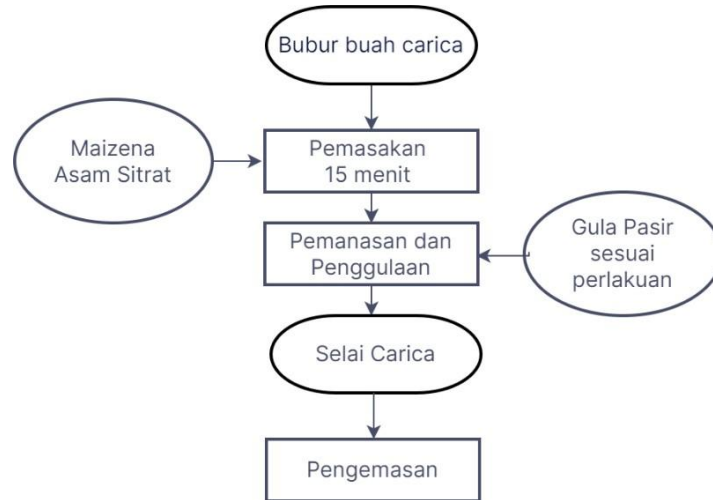 Bubur buah carica
Maizena
Asam Sitrat
Pemasakan
15 menit
Pemanasan dan
Penggulaan
Gula Pasir
sesuai
perlakuan
Selai Carica
Pengemasan